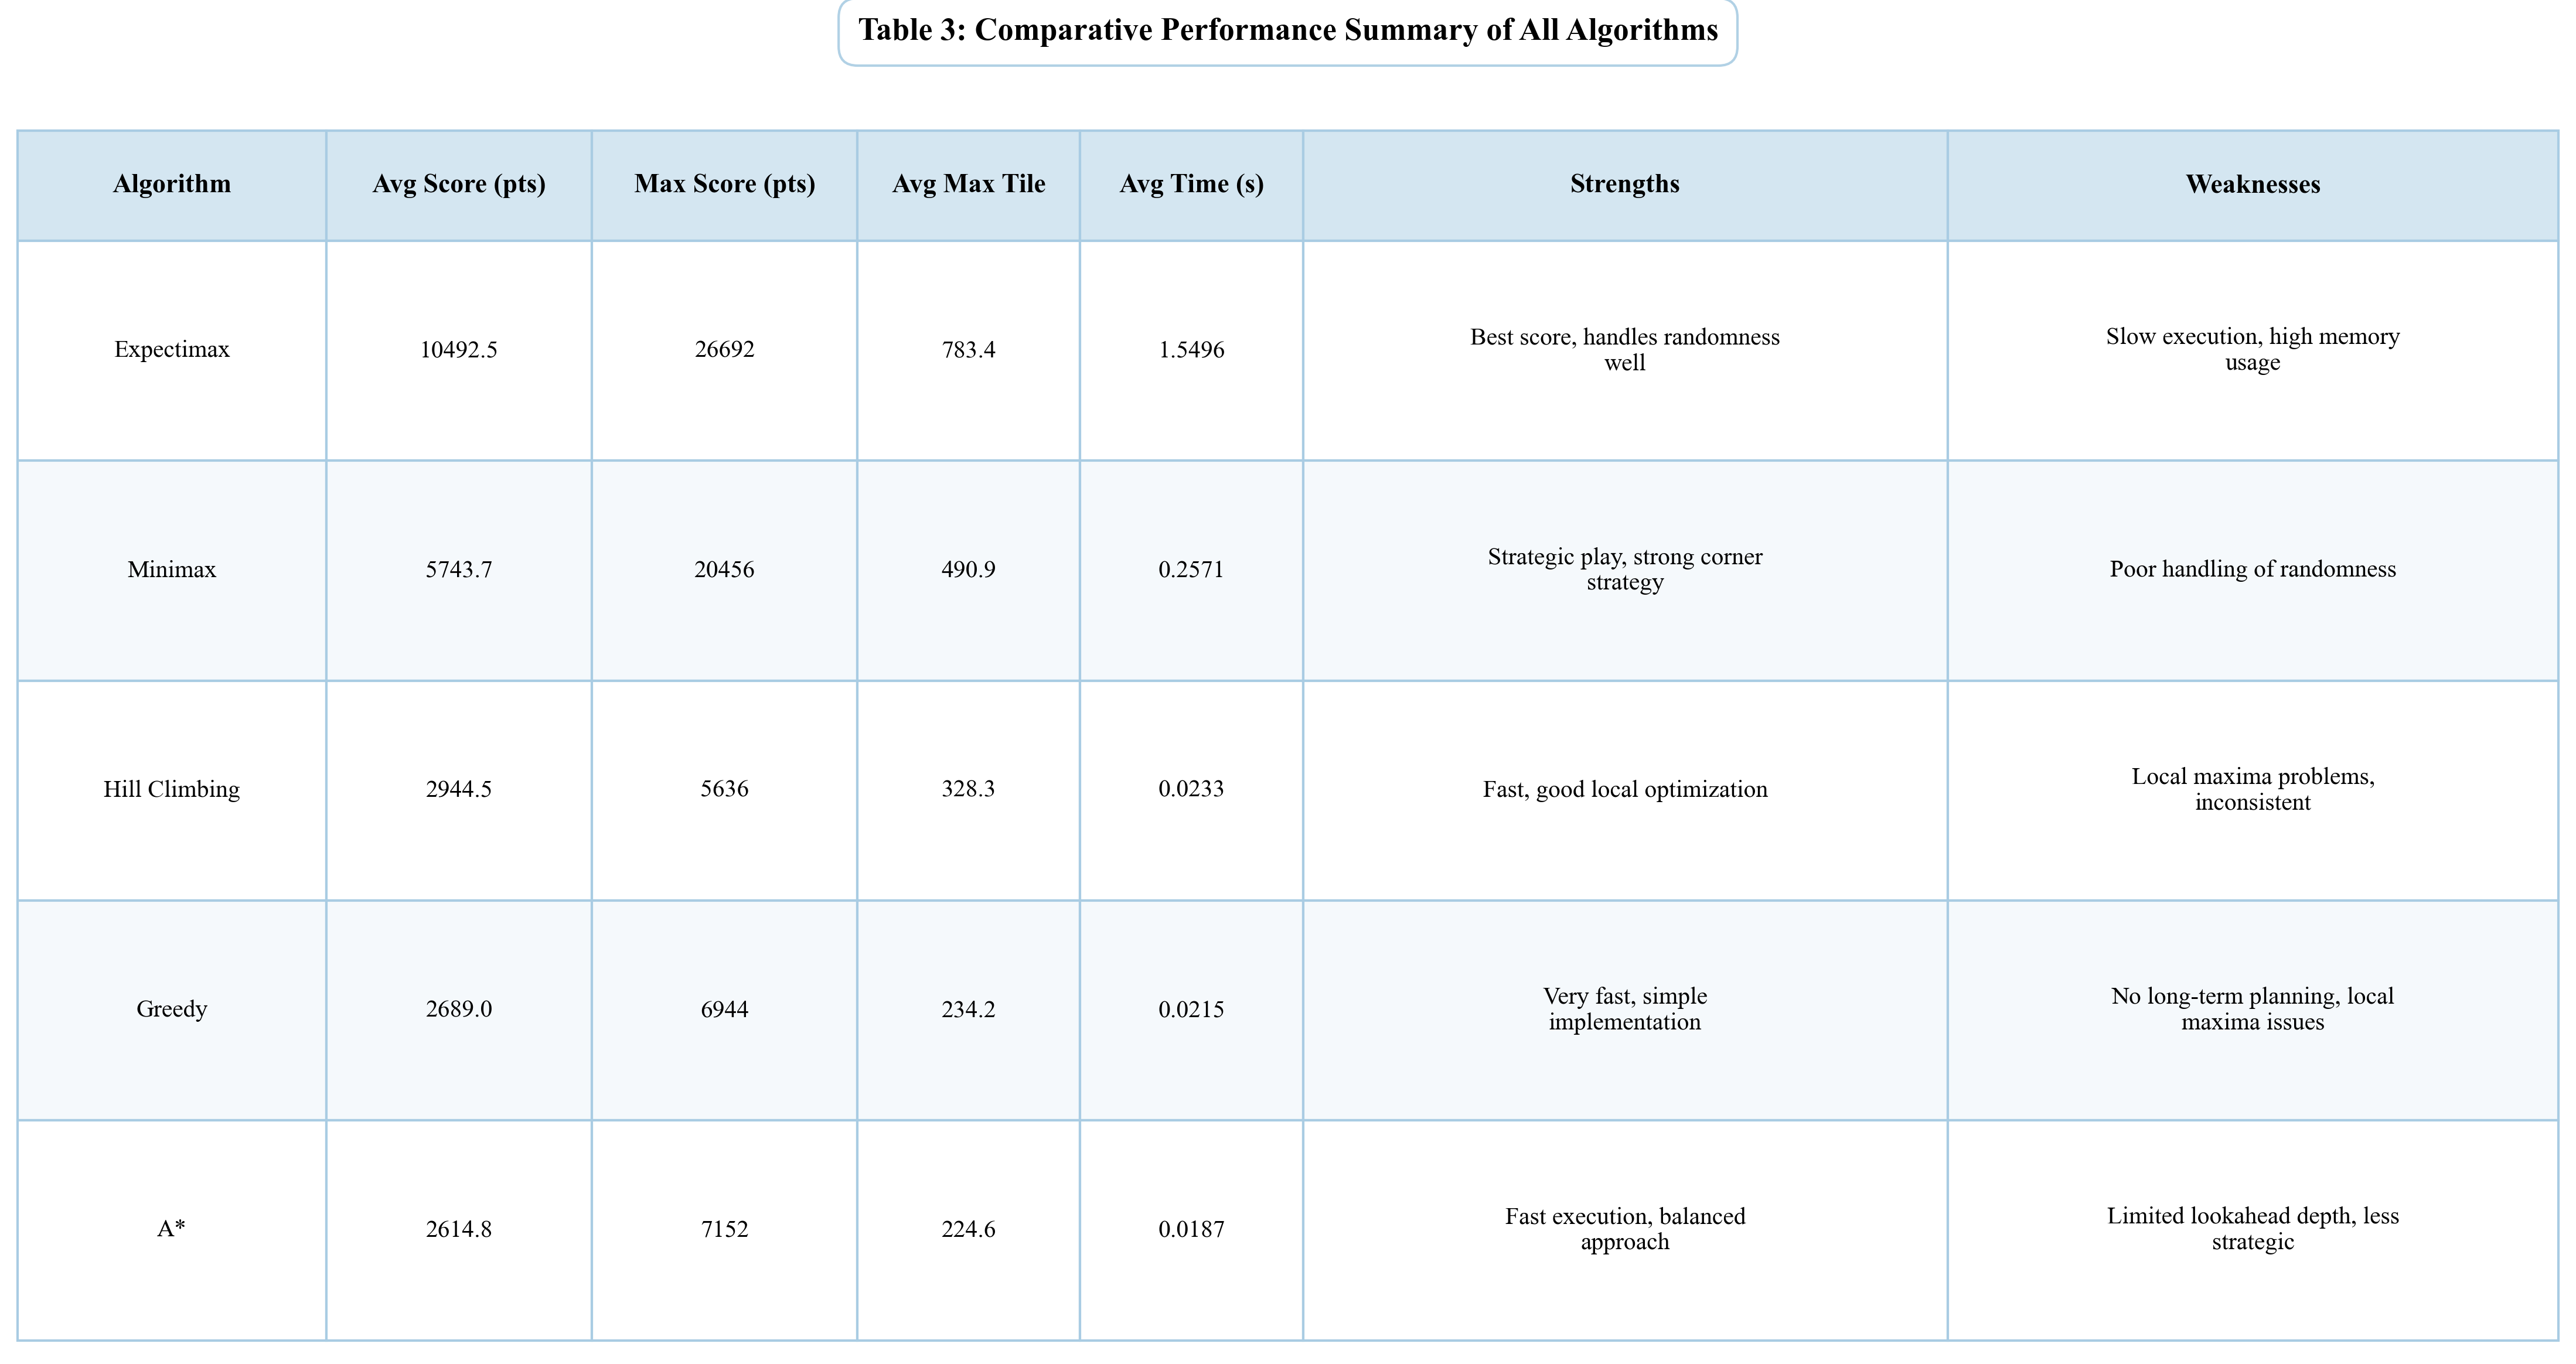 Table 3: Comparative Performance Summary of All Algorithms
Algorithm Avg Score (pts) Max Score (pts) Avg Max Tile Avg Time (s) Strengths Weaknesses
Expectimax 10492.5 26692 783.4 1.5496 Best score, handles randomness Slow execution, high memory
well usage
Minimax 5743.7 20456 490.9 0.2571 Strategic play, strong corner Poor handling of randomness
strategy
Hill Climbing 2944.5 5636 328.3 0.0233 Fast, good local optimization Local maxima problems,
inconsistent
Greedy 2689.0 6944 234.2 0.0215 Very fast, simple No long-term planning, local
implementation maxima issues
A* 2614.8 7152 224.6 0.0187 Fast execution, balanced Limited lookahead depth, less
approach strategic